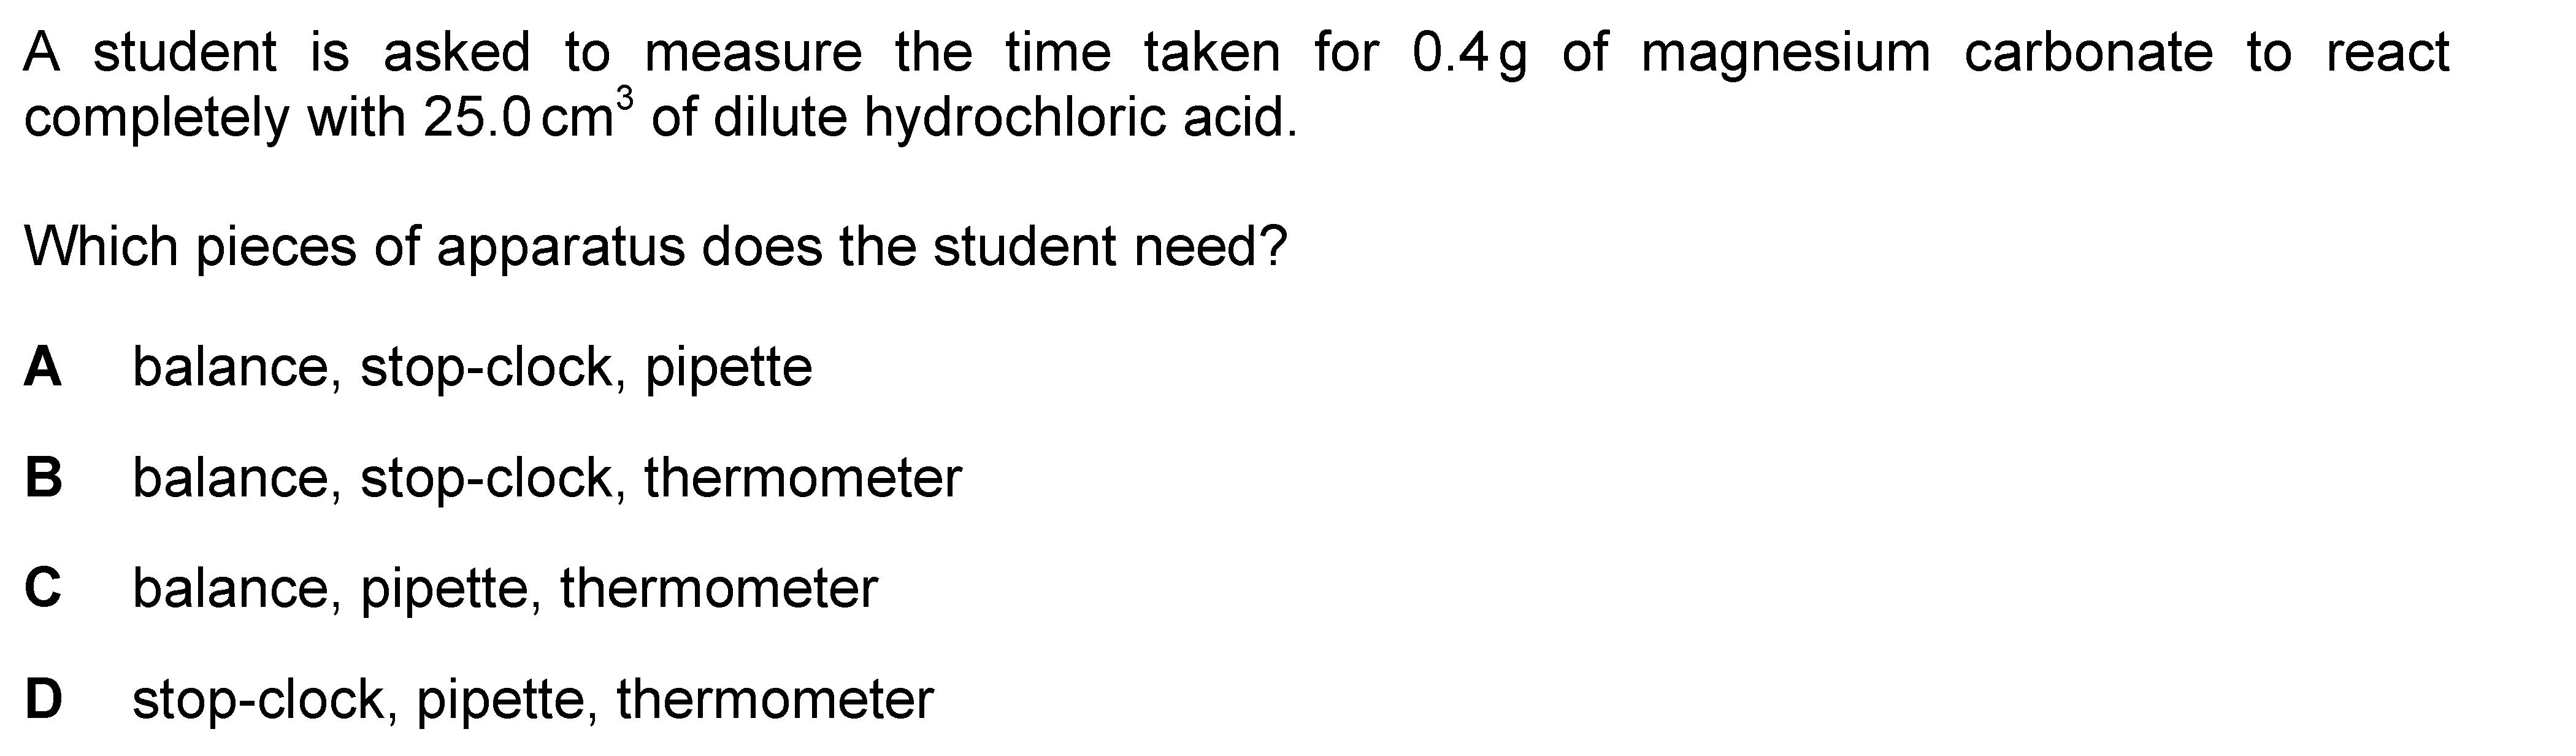 A student is asked to measure the time taken for 0.4 g of magnesium carbonate to react
completely with 25.0 cm³ of dilute hydrochloric acid.
Which pieces of apparatus does the student need?
A balance, stop-clock, pipette
B balance, stop-clock, thermometer
C balance, pipette, thermometer
D stop-clock, pipette, thermometer